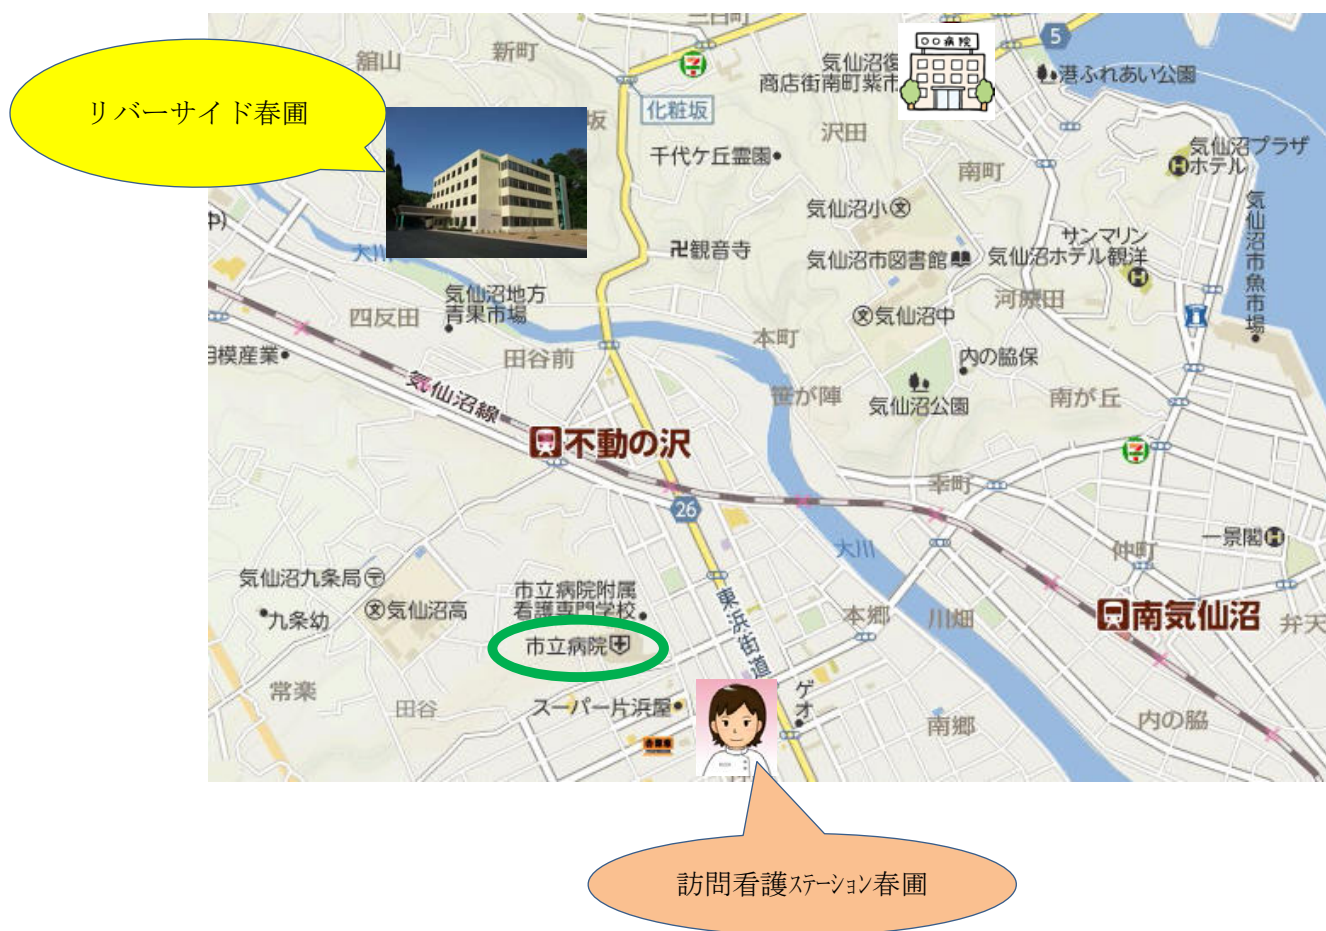 三日町
5
新町
舘山
気仙沼復
商店街南町紫市
○○病院
港ふれあい公園
リバーサイド春圃
化粧坂
坂
沢田
千代ケ丘霊園
南町
気仙沼プラザ
ホテル
気仙沼小
中)
大川
卍観音寺
気仙沼市図書館
サンマリン
気仙沼ホテル観洋
気仙沼市魚市場
気仙沼地方
青果市場
四反田
河原田
気仙沼中
本町
田谷前
内の脇保
相模産業
気仙沼線
笹が陣
気仙沼公園
南が丘
不動の沢
幸町
26
大川
仲町
一景閣
気仙沼九条局
市立病院附属
看護専門学校
九条幼
気仙沼高
東浜街道
本郷
川畑
南気仙沼
弁天
市立病院
常楽
田谷
スーパー片浜屋
ゲオ
南郷
内の脇
訪問看護ステーション春圃